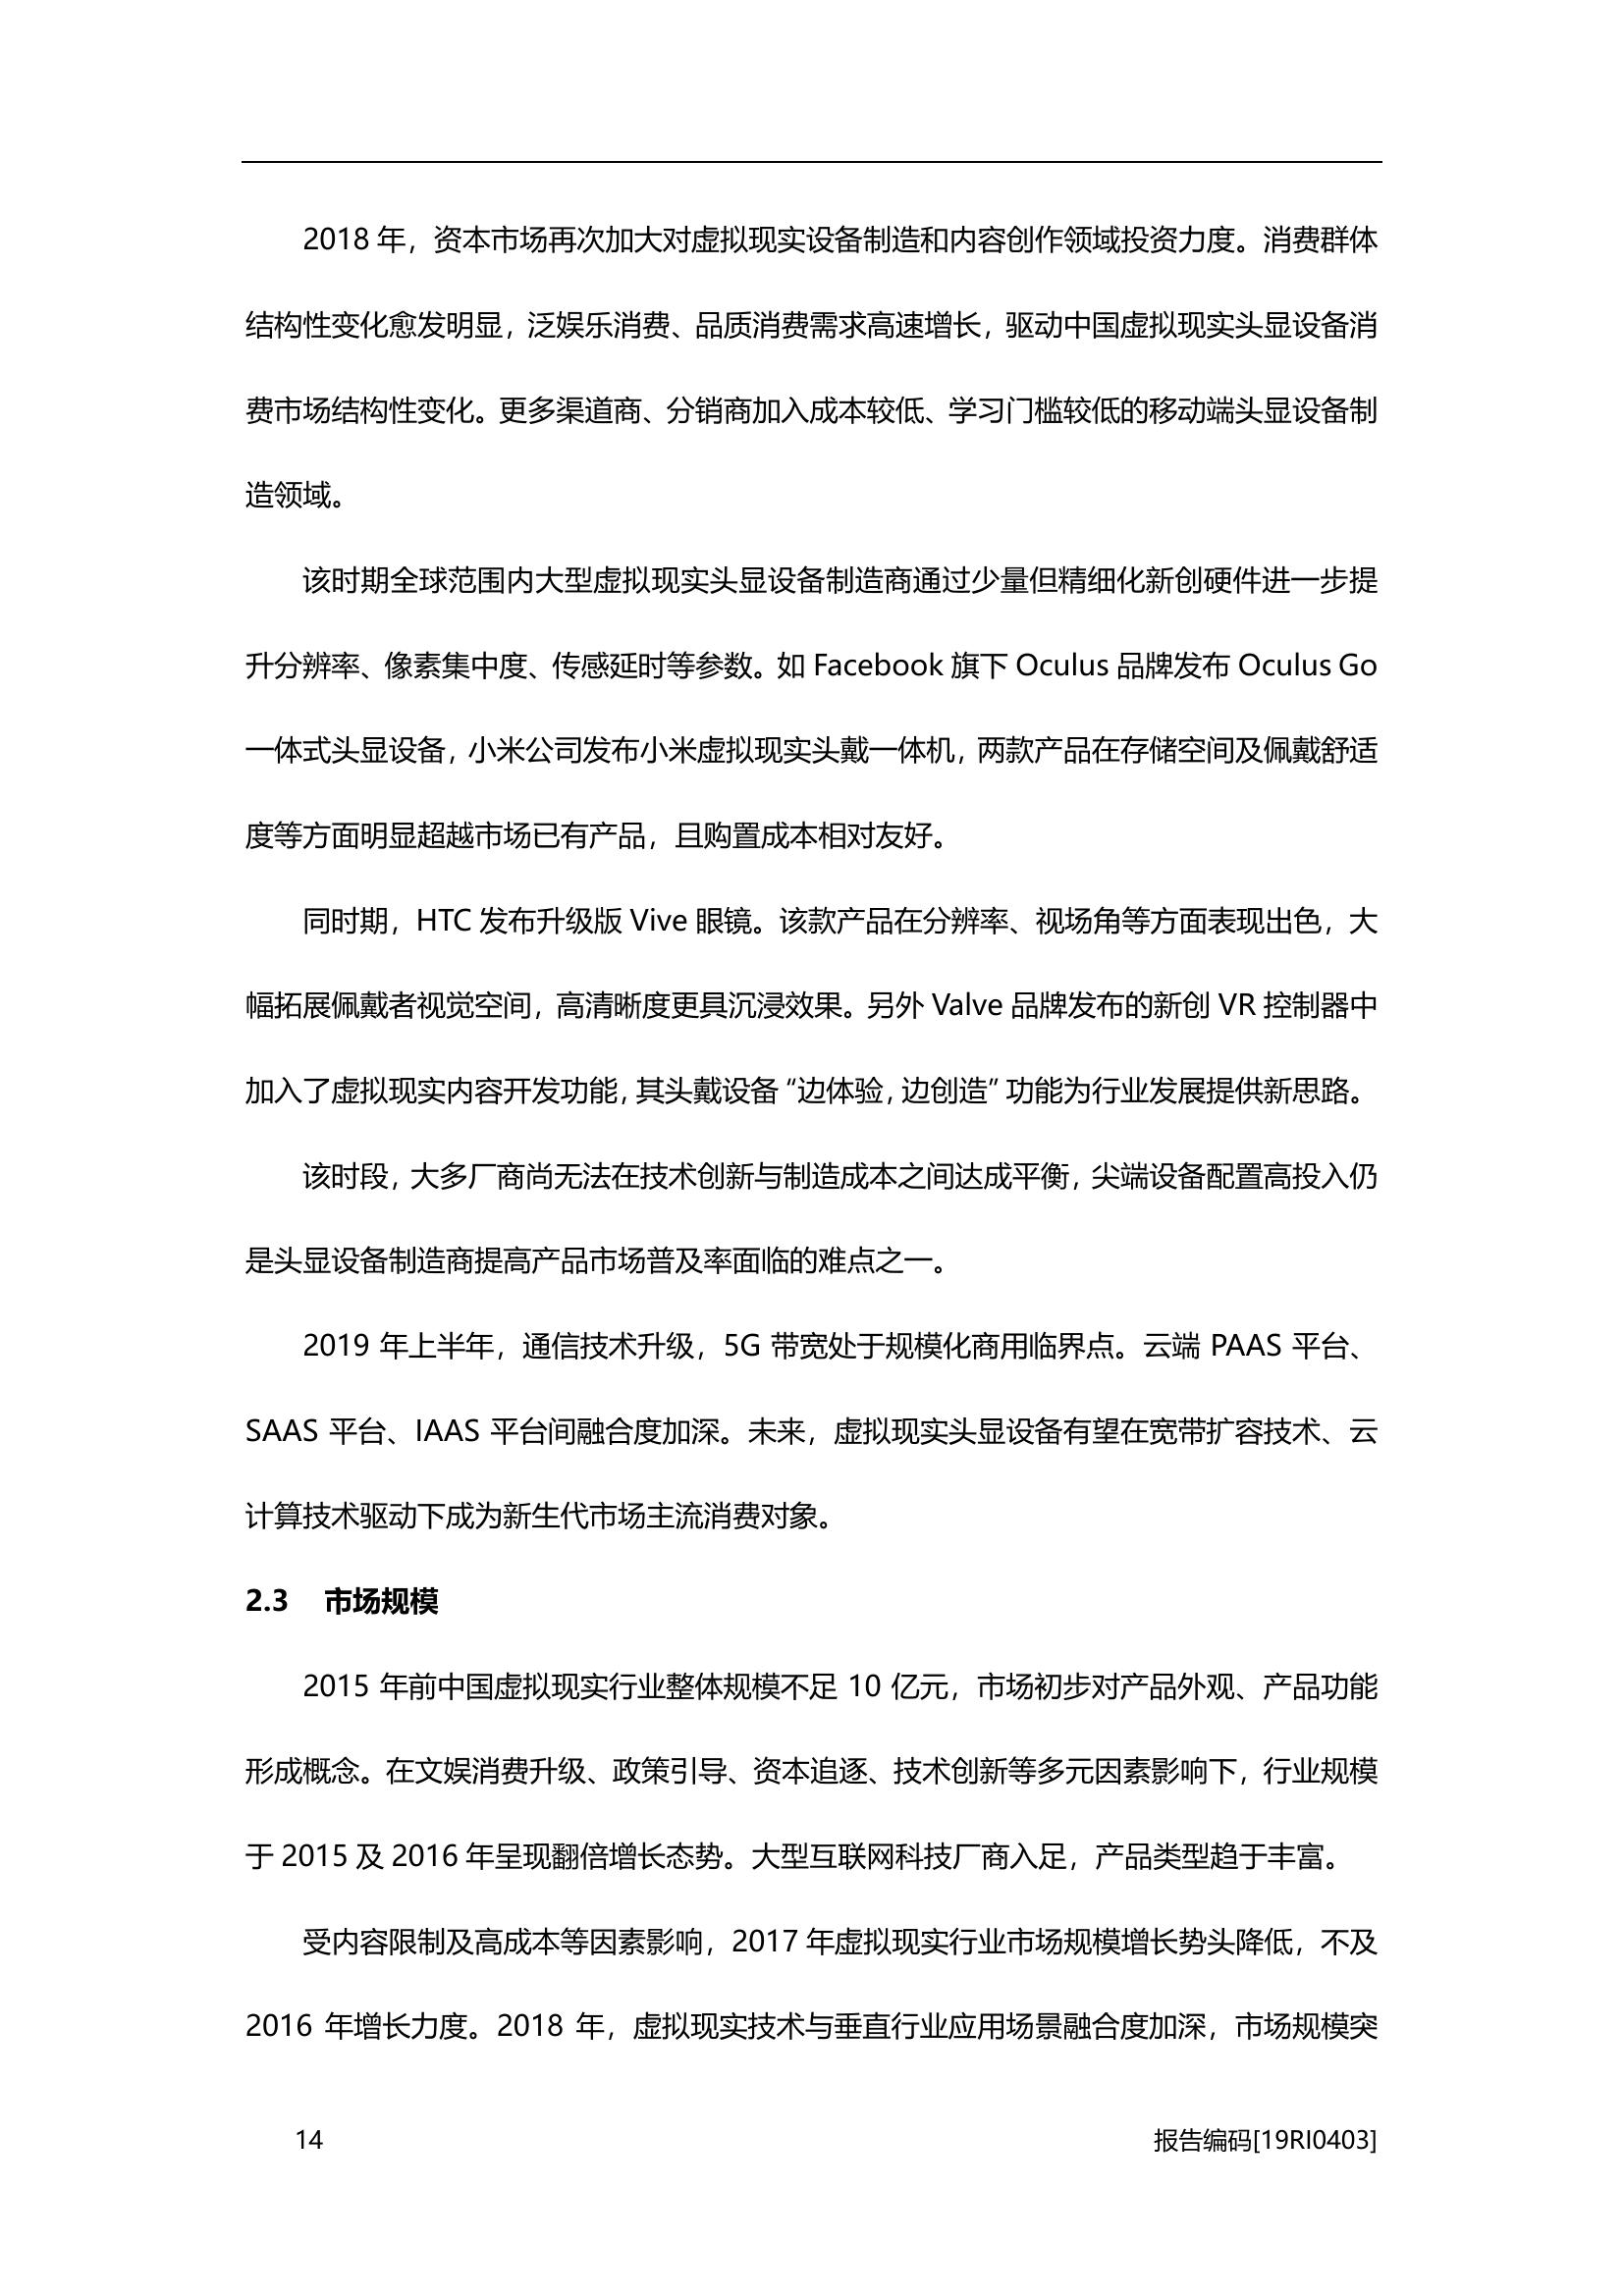 2018 年，资本市场再次加大对虚拟现实设备制造和内容创作领域投资力度。消费群体
结构性变化愈发明显，泛娱乐消费、品质消费需求高速增长，驱动中国虚拟现实头显设备消
费市场结构性变化。更多渠道商、分销商加入成本较低、学习门槛较低的移动端头显设备制
造领域。
该时期全球范围内大型虚拟现实头显设备制造商通过少量但精细化新创硬件进一步提
升分辨率、像素集中度、传感延时等参数。如 Facebook 旗下 Oculus 品牌发布 Oculus Go
一体式头显设备，小米公司发布小米虚拟现实头戴一体机，两款产品在存储空间及佩戴舒适
度等方面明显超越市场已有产品，且购置成本相对友好。
同时期，HTC 发布升级版 Vive 眼镜。该款产品在分辨率、视场角等方面表现出色，大
幅拓展佩戴者视觉空间，高清晰度更具沉浸效果。另外 Valve 品牌发布的新创 VR 控制器中
加入了虚拟现实内容开发功能，其头戴设备“边体验，边创造”功能为行业发展提供新思路。
该时段，大多厂商尚无法在技术创新与制造成本之间达成平衡，尖端设备配置高投入仍
是头显设备制造商提高产品市场普及率面临的难点之一。
2019 年上半年，通信技术升级，5G 带宽处于规模化商用临界点。云端 PAAS 平台、
SAAS 平台、IAAS 平台间融合度加深。未来，虚拟现实头显设备有望在宽带扩容技术、云
计算技术驱动下成为新生代市场主流消费对象。
2.3 市场规模
2015 年前中国虚拟现实行业整体规模不足 10 亿元，市场初步对产品外观、产品功能
形成概念。在文娱消费升级、政策引导、资本追逐、技术创新等多元因素影响下，行业规模
于 2015 及 2016 年呈现翻倍增长态势。大型互联网科技厂商入足，产品类型趋于丰富。
受内容限制及高成本等因素影响，2017 年虚拟现实行业市场规模增长势头降低，不及
2016 年增长力度。2018 年，虚拟现实技术与垂直行业应用场景融合度加深，市场规模突
14 报告编码[19RI0403]